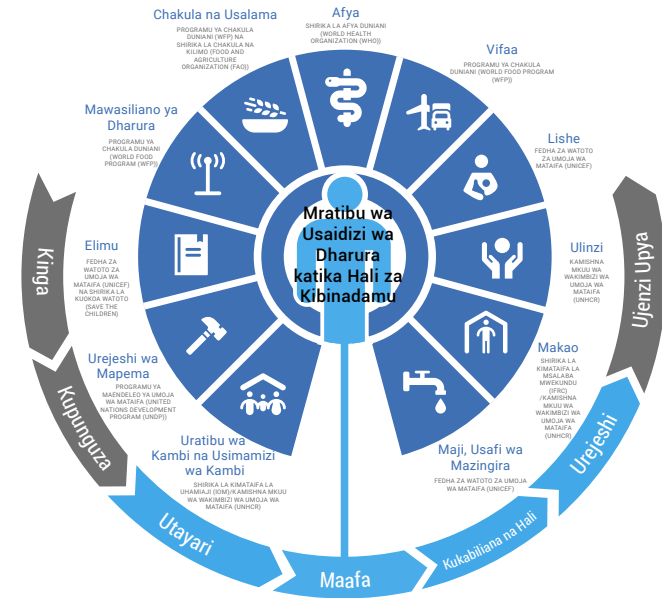 Chakula na Usalama
PROGRAMU YA CHAKULA
DUNIANI (WFP) NA
SHIRIKA LA CHAKULA NA
KILIMO (FOOD AND
AGRICULTURE
ORGANIZATION (FAO))
Afya
SHIRIKA LA AFYA DUNIANI
(WORLD HEALTH
ORGANIZATION (WHO))
Vifaa
PROGRAMU YA CHAKULA
DUNIANI (WORLD FOOD PROGRAM
(WFP))
Mawasiliano ya
Dharura
PROGRAMU YA
CHAKULA DUNIANI
(WORLD FOOD
PROGRAM (WFP))
Lishe
FEDHA ZA WATOTO
ZA UMOJA WA
MATAIFA (UNICEF)
Elimu
FEDHA ZA
WATOTO ZA
UMOJA WA
MATAIFA (UNICEF)
NA SHIRIKA LA
KUOKOA WATOTO
(SAVE THE
CHILDREN)
Mratibu wa
Usaidizi wa
Dharura
katika Hali za
Kibinadamu
Ulinzi
KAMISHNA
MKUU WA
WAKIMBIZI WA
UMOJA WA
MATAIFA
(UNHCR)
Urejeshi wa
Mapema
PROGRAMU YA
MAENDELEO YA UMOJA
WA MATAIFA (UNITED
NATIONS DEVELOPMENT
PROGRAM (UNDP))
Makao
SHIRIKA LA
KIMATAIFA LA
MSALABA
MWEKUNDU
(IFRC)
/KAMISHNA
MKUU WA
WAKIMBIZI WA
UMOJA WA
MATAIFA
(UNHCR)
Uratibu wa
Kambi na Usimamizi
wa Kambi
SHIRIKA LA KIMATAIFA LA
UHAMIAJI (IOM)/KAMISHNA MKUU
WA WAKIMBIZI WA UMOJA WA
MATAIFA (UNHCR)
Maji, Usafi wa
Mazingira
FEDHA ZA WATOTO ZA UMOJA
WA MATAIFA (UNICEF)
Kinga
Kupunguza
Utayari
Maafa
Kukabiliana na Hali
Urejeshi
Ujenzi Upya